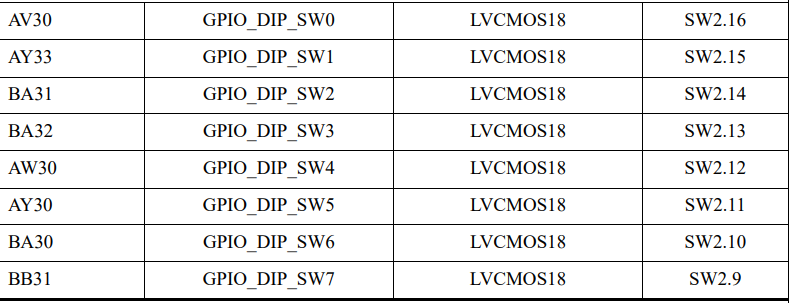 AV30 GPIO_DIP_SW0 LVCMOS18 SW2.16
AY33 GPIO_DIP_SW1 LVCMOS18 SW2.15
BA31 GPIO_DIP_SW2 LVCMOS18 SW2.14
BA32 GPIO_DIP_SW3 LVCMOS18 SW2.13
AW30 GPIO_DIP_SW4 LVCMOS18 SW2.12
AY30 GPIO_DIP_SW5 LVCMOS18 SW2.11
BA30 GPIO_DIP_SW6 LVCMOS18 SW2.10
BB31 GPIO_DIP_SW7 LVCMOS18 SW2.9